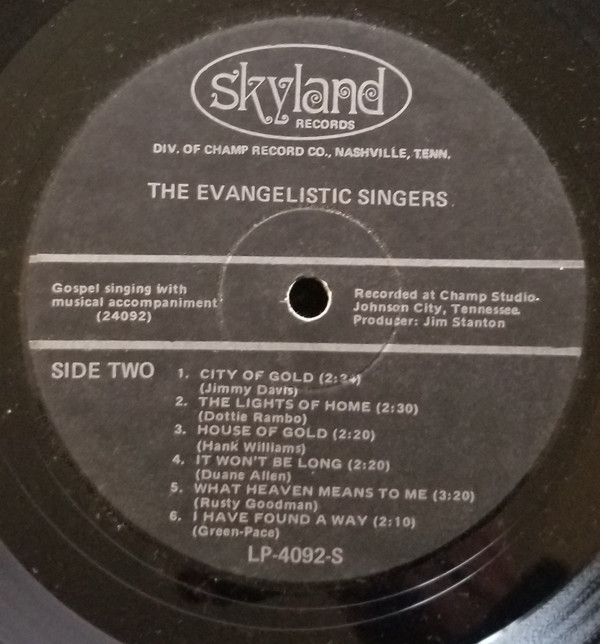 skyland
RECORDS
DIV. OF CHAMP RECORD CO., NASHVILLE, TENN.
THE EVANGELISTIC SINGERS
Gospel singing with
musical accompaniment
(24092)
Recorded at Champ Studio.
Johnson City, Tennessee.
Producer: Jim Stanton
SIDE TWO
1. CITY OF GOLD
(Jimmy Davis)
2. THE LIGHTS OF HOME (2:30)
(Dottie Rambo)
3. HOUSE OF GOLD (2:20)
(Hank Williams)
4. IT WON'T BE LONG (2:20)
(Duane Allen)
5. WHAT HEAVEN MEANS TO ME (3:20)
(Rusty Goodman)
6. I HAVE FOUND A WAY (2:10)
(Green-Pace)
LP-4092-S